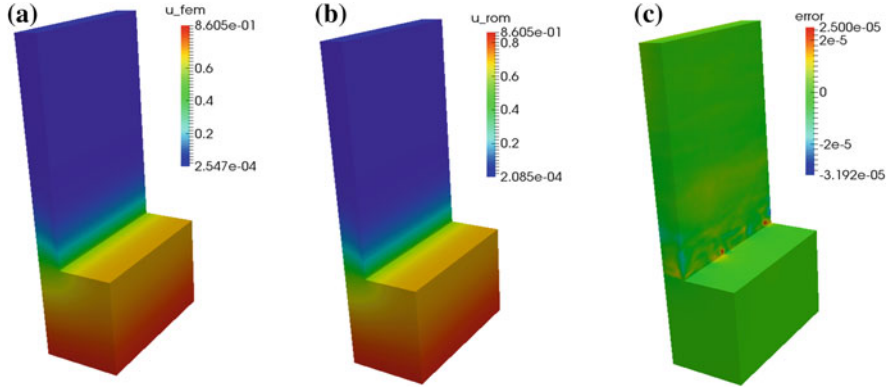 (a)
u_fem
8.605e-01
0.6
0.4
0.2
2.547e-04
(b)
u_rom
8.605e-01
0.8
0.6
0.4
0.2
2.085e-04
(c)
error
2.500e-05
2e-5
0
-2e-5
-3.192e-05